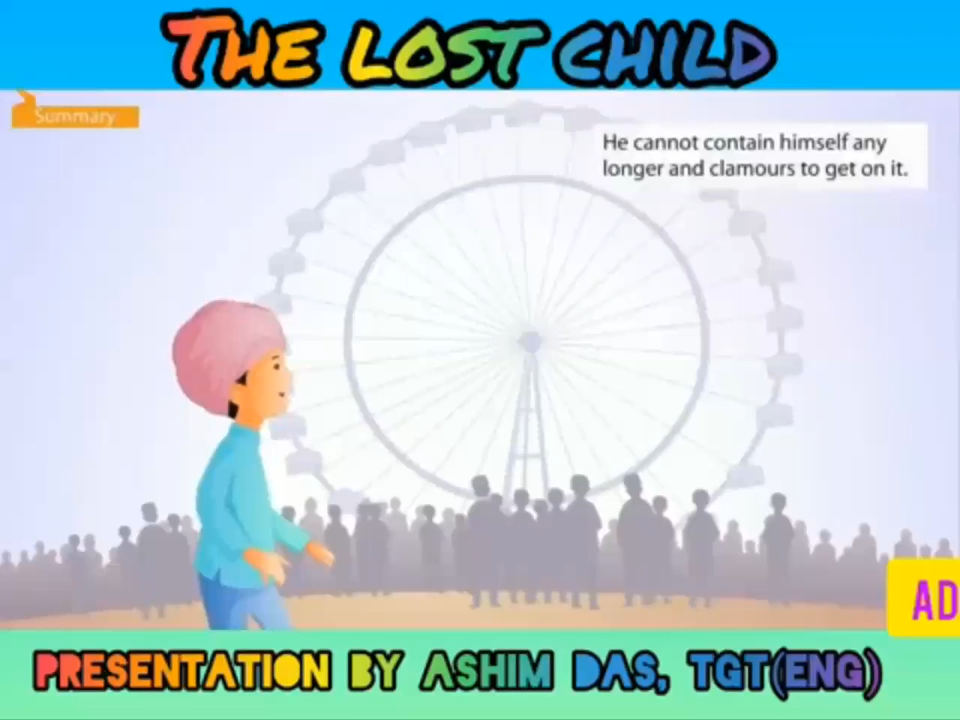 THE LOST CHILD
Summary
He cannot contain himself any
longer and clamours to get on it.
AD
PRESENTATION BY ASHIM DAS, TGT(ENG)